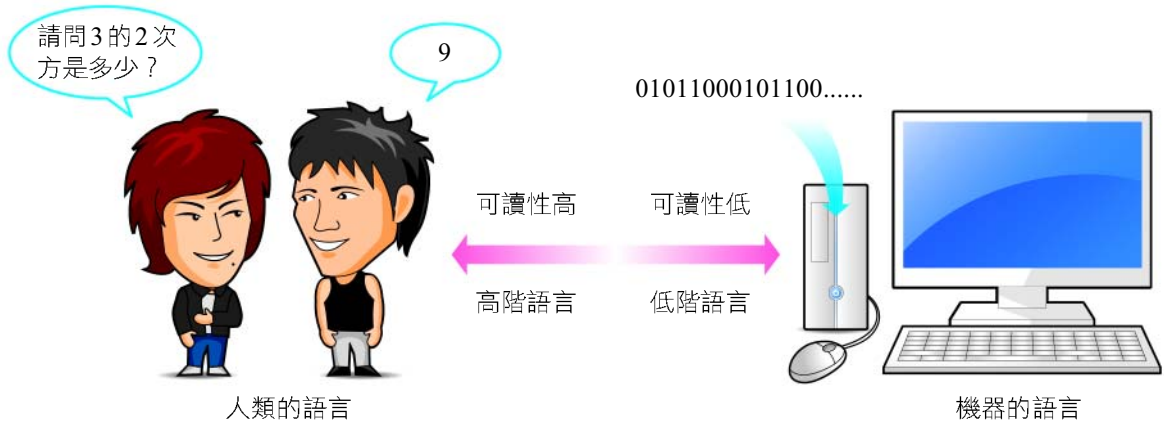 請問3的2次
方是多少？
9
01011000101100......
可讀性高
可讀性低
高階語言
低階語言
人類的語言
機器的語言